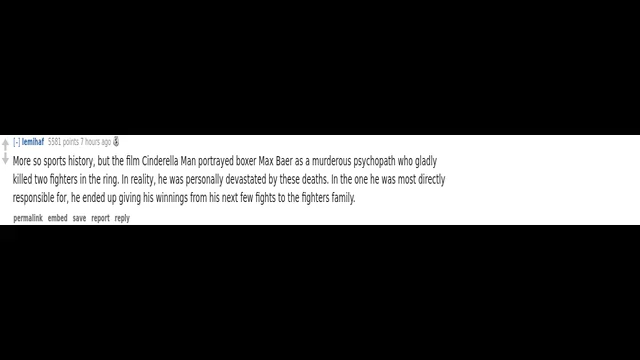 [-] lemihaf 5581 points 7 hours ago
More so sports history, but the film Cinderella Man portrayed boxer Max Baer as a murderous psychopath who gladly
killed two fighters in the ring. In reality, he was personally devastated by these deaths. In the one he was most directly
responsible for, he ended up giving his winnings from his next few fights to the fighters family.
permalink embed save report reply